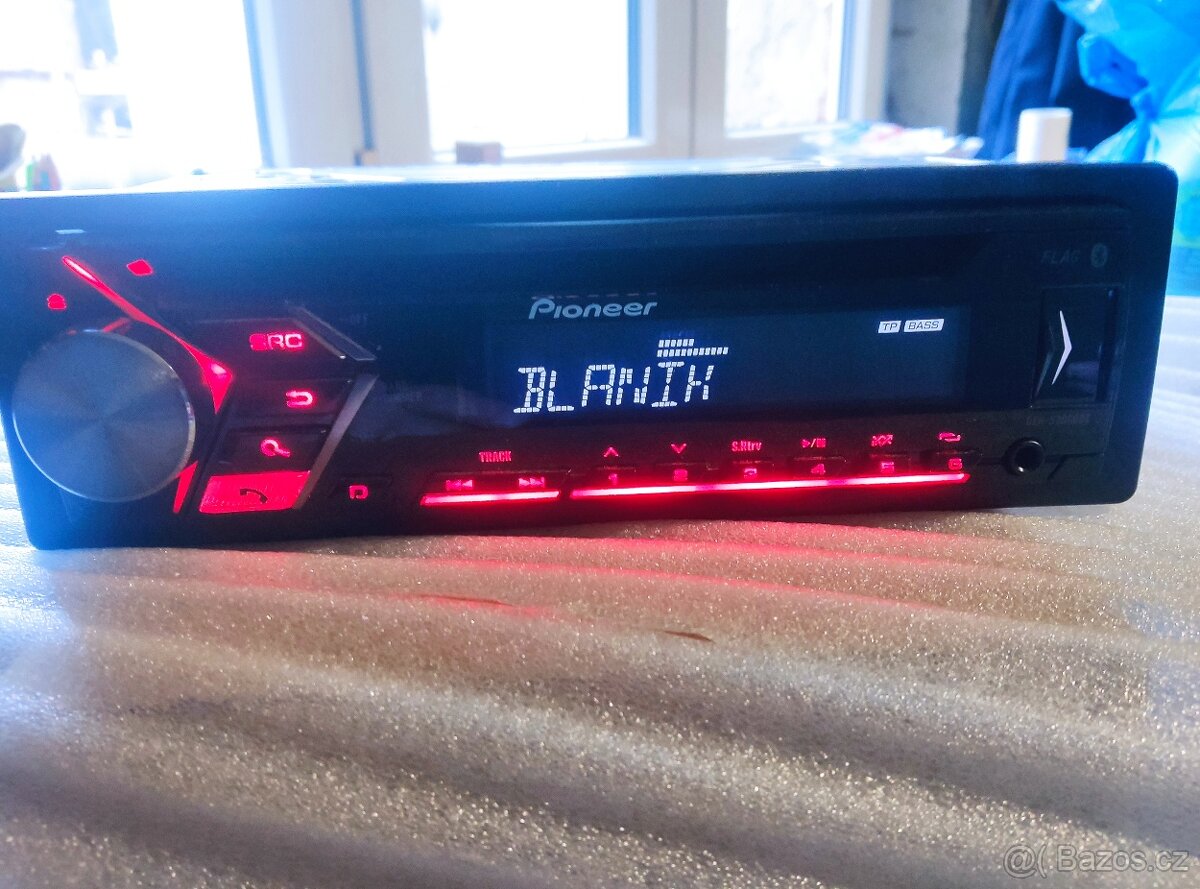 FLAC
Pioneer
TP BASS
SRC
BLANIK
TRACK
S.Rtrv
1 2 3 4 5 6
@( Bazos.cz